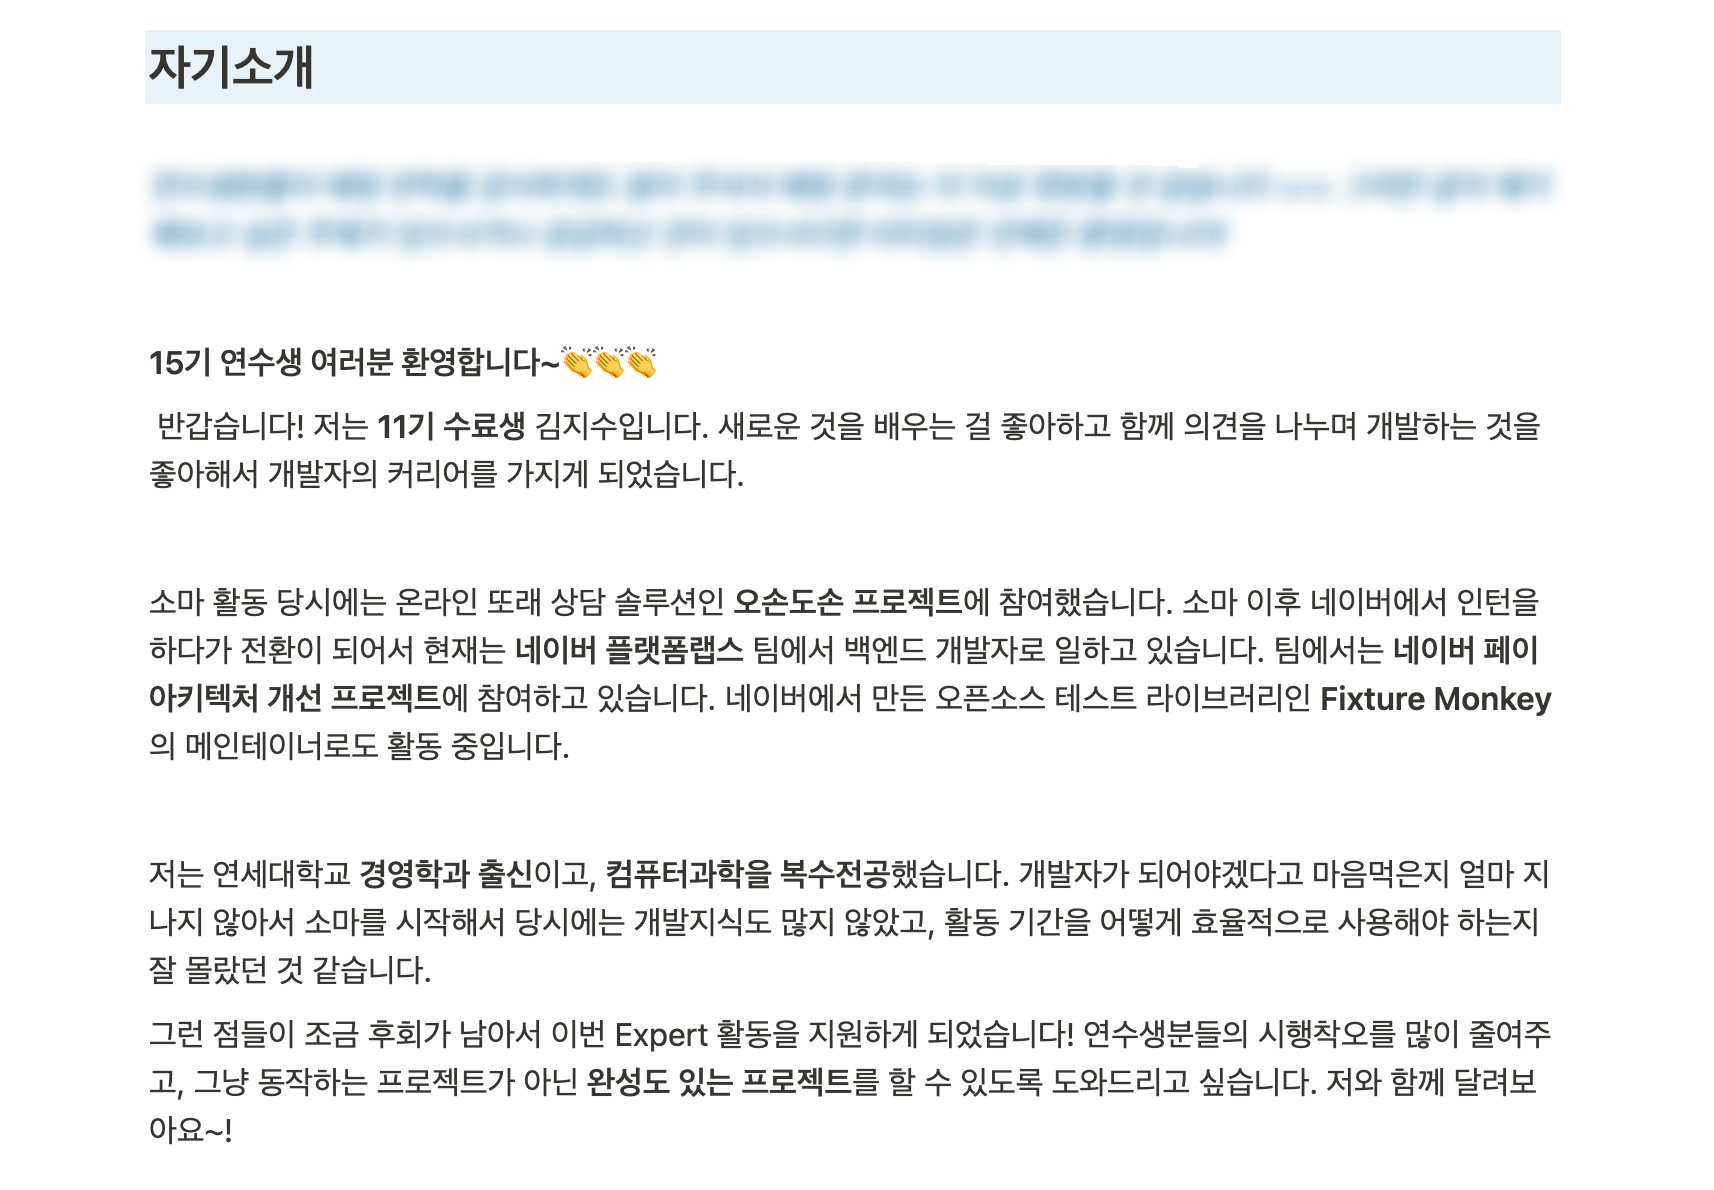 자기소개
15기 연수생 여러분 환영합니다~👏👏👏
반갑습니다! 저는 11기 수료생 김지수입니다. 새로운 것을 배우는 걸 좋아하고 함께 의견을 나누며 개발하는 것을
좋아해서 개발자의 커리어를 가지게 되었습니다.
소마 활동 당시에는 온라인 또래 상담 솔루션인 오손도손 프로젝트에 참여했습니다. 소마 이후 네이버에서 인턴을
하다가 전환이 되어서 현재는 네이버 플랫폼랩스 팀에서 백엔드 개발자로 일하고 있습니다. 팀에서는 네이버 페이
아키텍처 개선 프로젝트에 참여하고 있습니다. 네이버에서 만든 오픈소스 테스트 라이브러리인 Fixture Monkey
의 메인테이너로도 활동 중입니다.
저는 연세대학교 경영학과 출신이고, 컴퓨터과학을 복수전공했습니다. 개발자가 되어야겠다고 마음먹은지 얼마 지
나지 않아서 소마를 시작해서 당시에는 개발지식도 많지 않았고, 활동 기간을 어떻게 효율적으로 사용해야 하는지
잘 몰랐던 것 같습니다.
그런 점들이 조금 후회가 남아서 이번 Expert 활동을 지원하게 되었습니다! 연수생분들의 시행착오를 많이 줄여주
고, 그냥 동작하는 프로젝트가 아닌 완성도 있는 프로젝트를 할 수 있도록 도와드리고 싶습니다. 저와 함께 달려보
아요~!